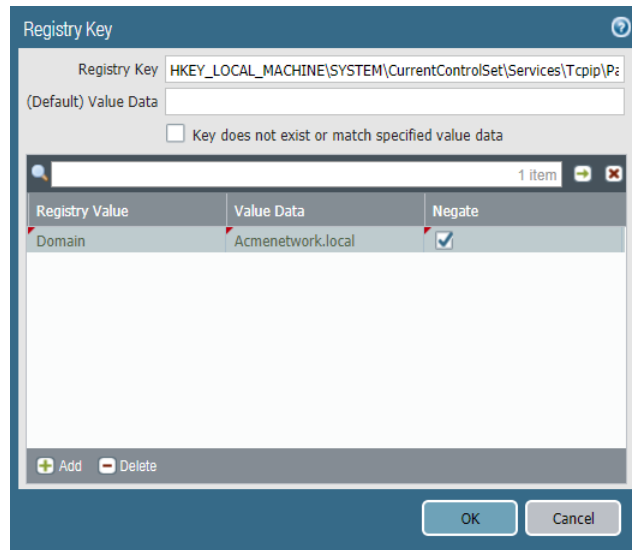 Registry Key
Registry Key HKEY_LOCAL_MACHINE\SYSTEM\CurrentControlSet\Services\Tcpip\Pa
(Default) Value Data
Key does not exist or match specified value data
1 item
Registry Value Value Data Negate
Domain Acmenetwork.local
Add Delete
OK Cancel